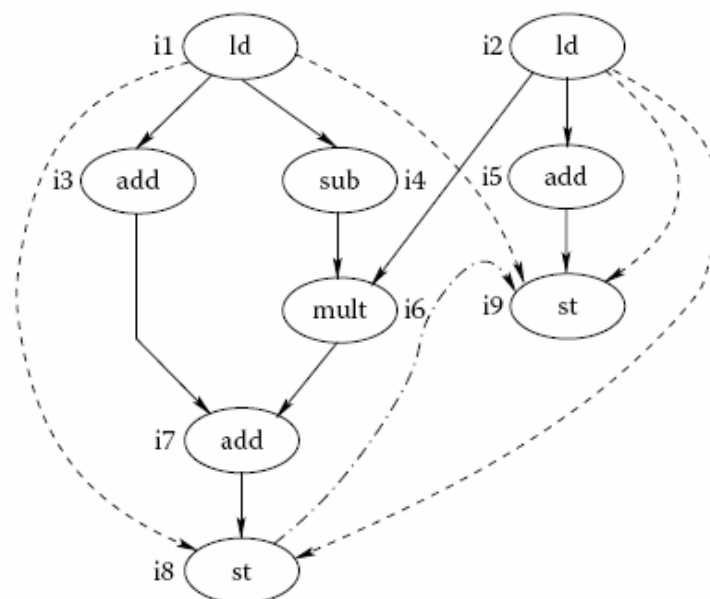 i1 ld i2 ld
i3 add sub i4 i5 add
mult i6 i9 st
i7 add
i8 st